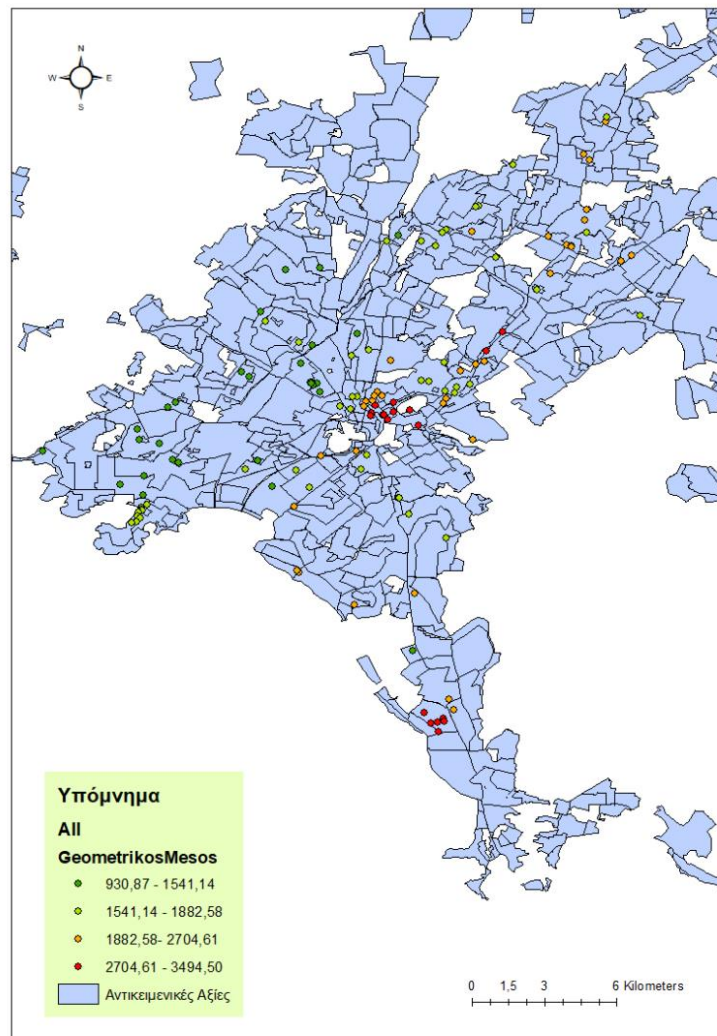 N
W E
S
Υπόμνημα
All
GeometrikosMesos
930,87 - 1541,14
1541,14 - 1882,58
1882,58- 2704,61
2704,61 - 3494,50
Αντικειμενικές Αξίες
0 1,5 3 6 Kilometers